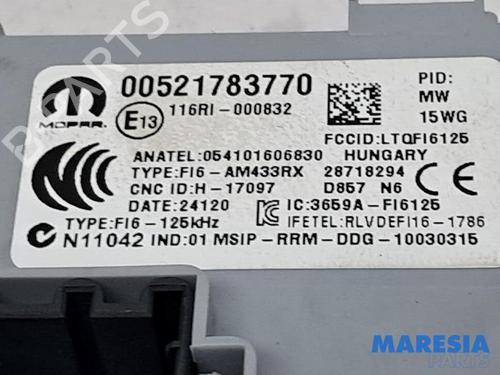 00521783770
PID:
MW
15WG
MOPAR
E13
116RI-000832
FCCID:LTQFI6125
ANATEL:054101606830 HUNGARY
TYPE:FI6-AM433RX 28718294
CNC ID:H-17097 D857 N6
DATE:24120 IC:3659A-FI6125
TYPE:FI6-125kHz IFETEL:RLVDEFI16-1786
N11042 IND:01 MSIP-RRM-DDG-10030315
MARESIA
PARTS